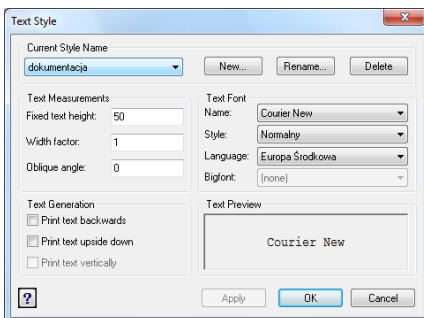 Text Style
Current Style Name
dokumentacja
New...
Rename...
Delete
Text Measurements
Fixed text height: 50
Width factor: 1
Oblique angle: 0
Text Font
Name: Courier New
Style: Normalny
Language: Europa Środkowa
Bigfont: (none)
Text Generation
Print text backwards
Print text upside down
Print text vertically
Text Preview
Courier New
?
Apply
OK
Cancel